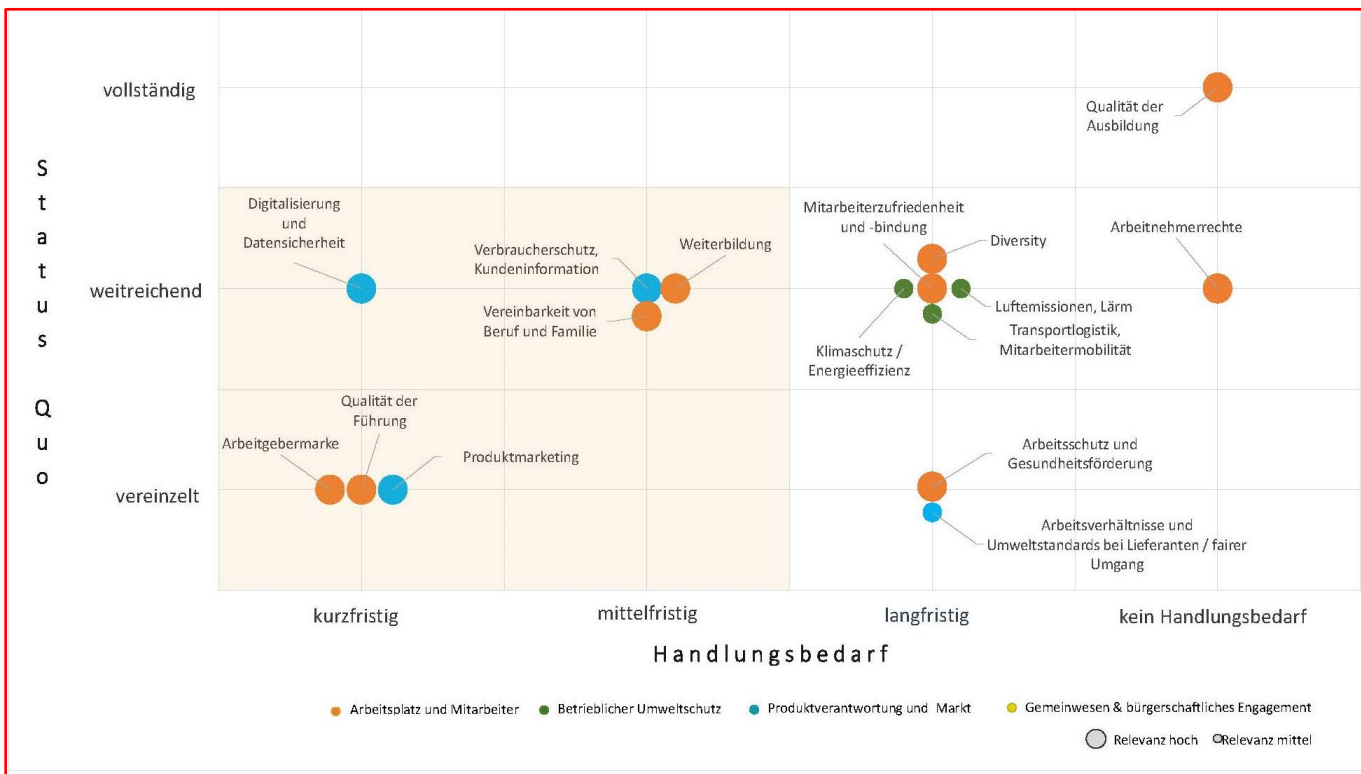 vollständig
Qualität der
Ausbildung
Status Quo
Digitalisierung
und
Datensicherheit
Verbraucherschutz,
Kundeninformation
Weiterbildung
Mitarbeiterzufriedenheit
und -bindung
Diversity
Arbeitnehmerrechte
weitreichend
Vereinbarkeit von
Beruf und Familie
Klimaschutz /
Energieeffizienz
Luftemissionen, Lärm
Transportlogistik,
Mitarbeitermobilität
Arbeitgebermarke
Qualität der
Führung
Produktmarketing
Arbeitsschutz und
Gesundheitsförderung
vereinzelt
Arbeitsverhältnisse und
Umweltstandards bei Lieferanten / fairer
Umgang
kurzfristig
mittelfristig
langfristig
kein Handlungsbedarf
Handlungsbedarf
Arbeitsplatz und Mitarbeiter
Betrieblicher Umweltschutz
Produktverantwortung und Markt
Gemeinwesen & bürgerschaftliches Engagement
Relevanz hoch
Relevanz mittel